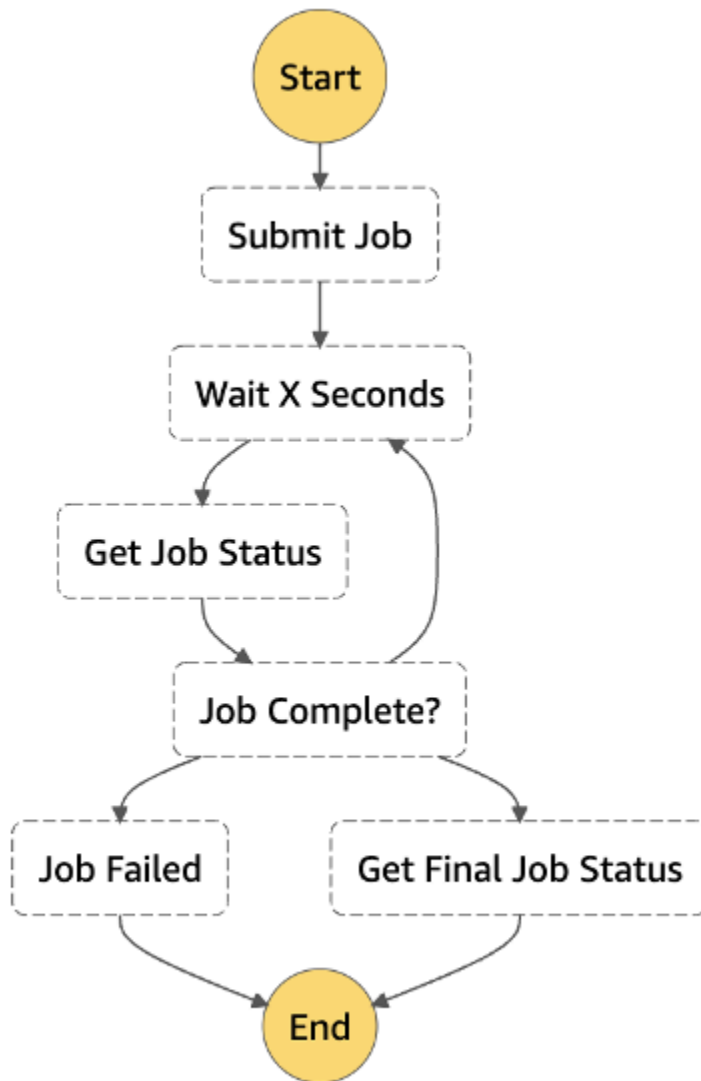 Start
Submit Job
Wait X Seconds
Get Job Status
Job Complete?
Job Failed
Get Final Job Status
End